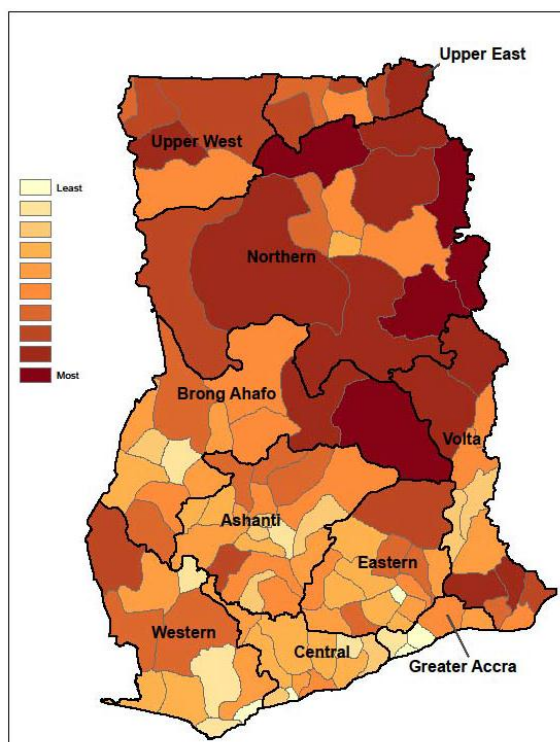 Upper East
Upper West
Least
Northern
Most
Brong Ahafo
Volta
Ashanti
Eastern
Western
Central
Greater Accra